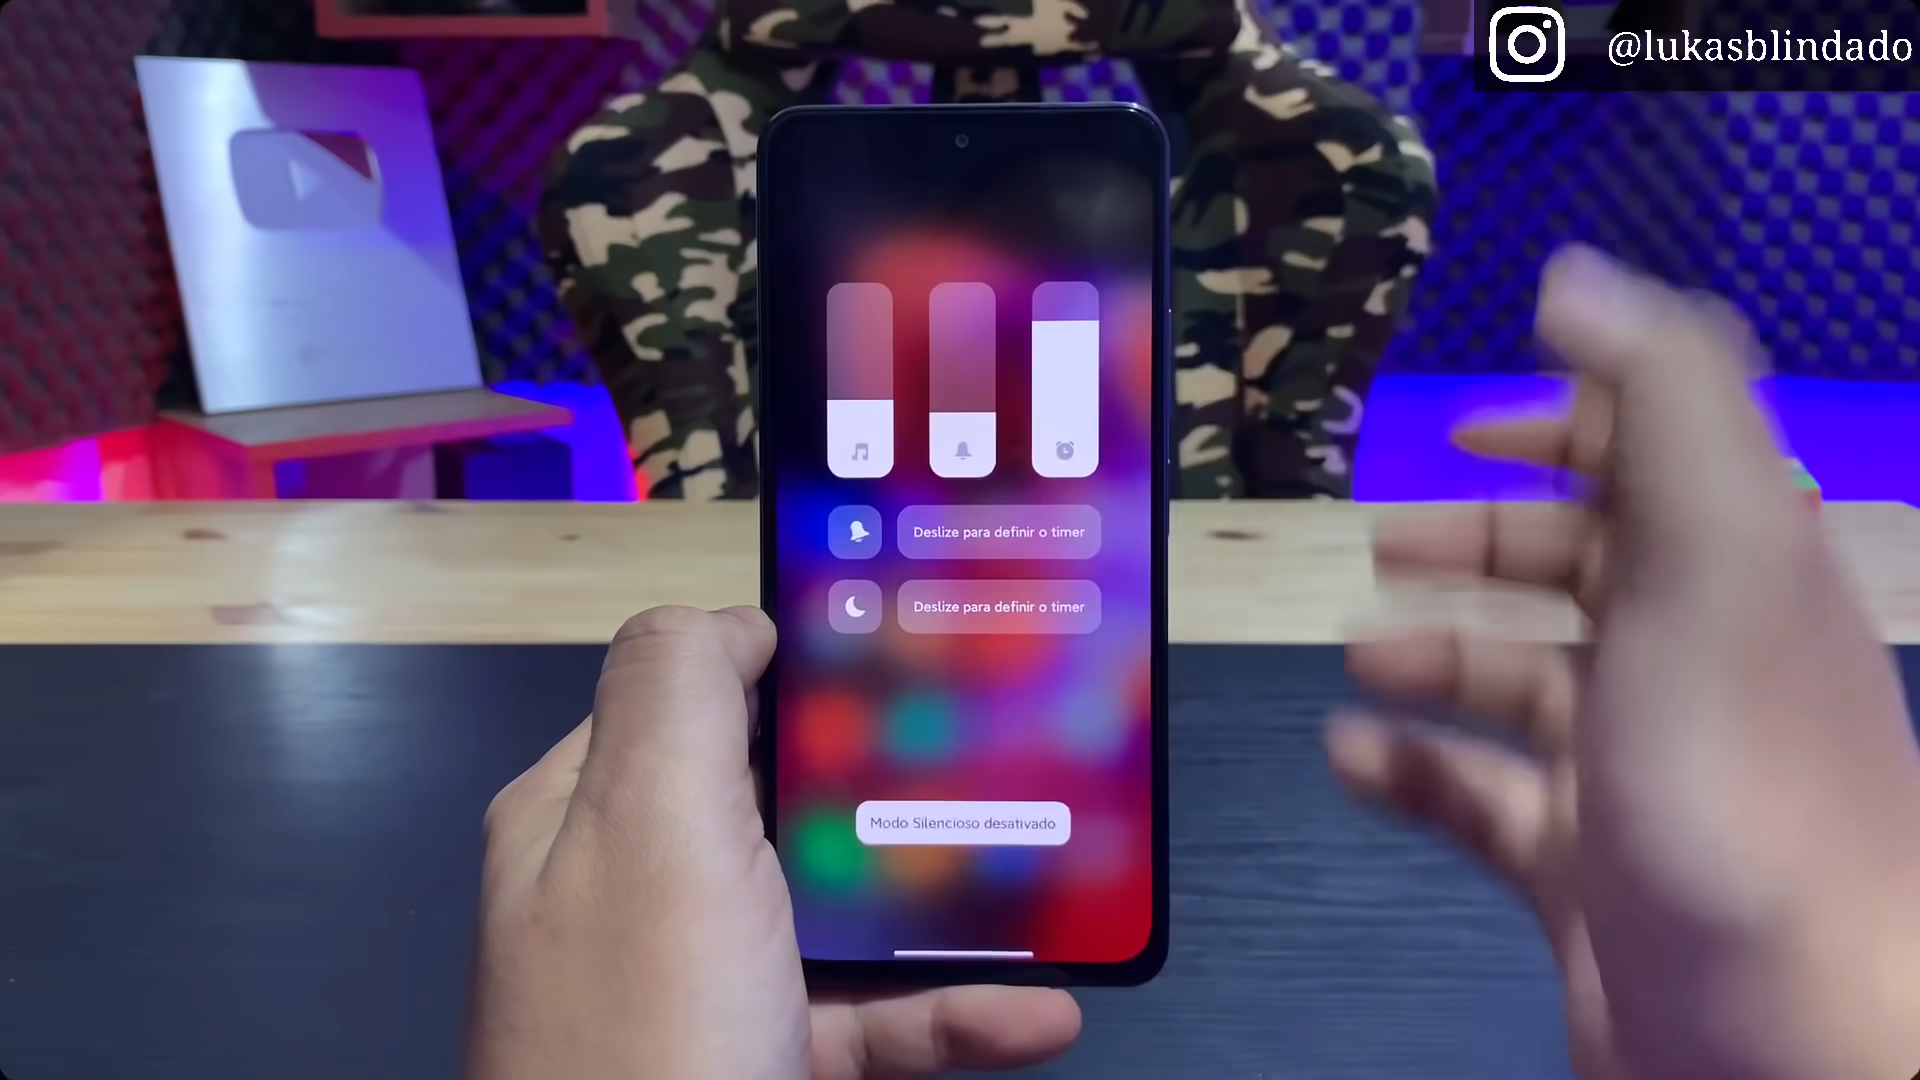 @lukasblindado
Deslize para definir o timer
Deslize para definir o timer
Modo Silencioso desativado